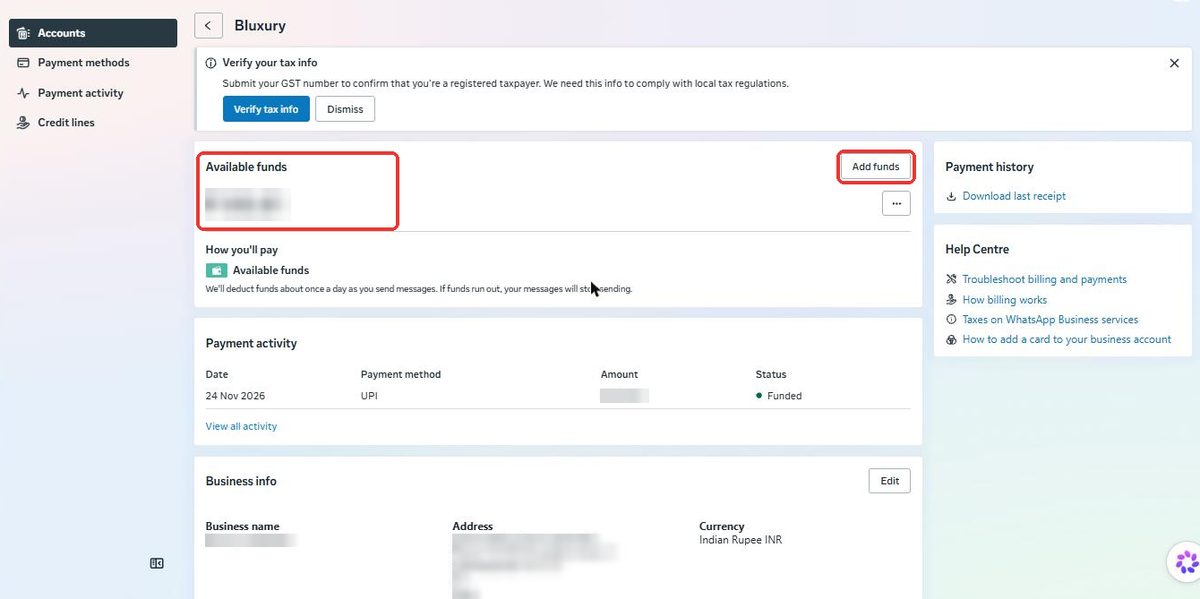 Accounts
Payment methods
Payment activity
Credit lines
Bluxury
Verify your tax info
Submit your GST number to confirm that you're a registered taxpayer. We need this info to comply with local tax regulations.
Verify tax info
Dismiss
Available funds
Add funds
...
How you'll pay
Available funds
We'll deduct funds about once a day as you send messages. If funds run out, your messages will sending.
Payment activity
Date Payment method Amount Status
24 Nov 2026 UPI Funded
View all activity
Business info
Edit
Business name Address Currency
Indian Rupee INR
Payment history
Download last receipt
Help Centre
Troubleshoot billing and payments
How billing works
Taxes on WhatsApp Business services
How to add a card to your business account